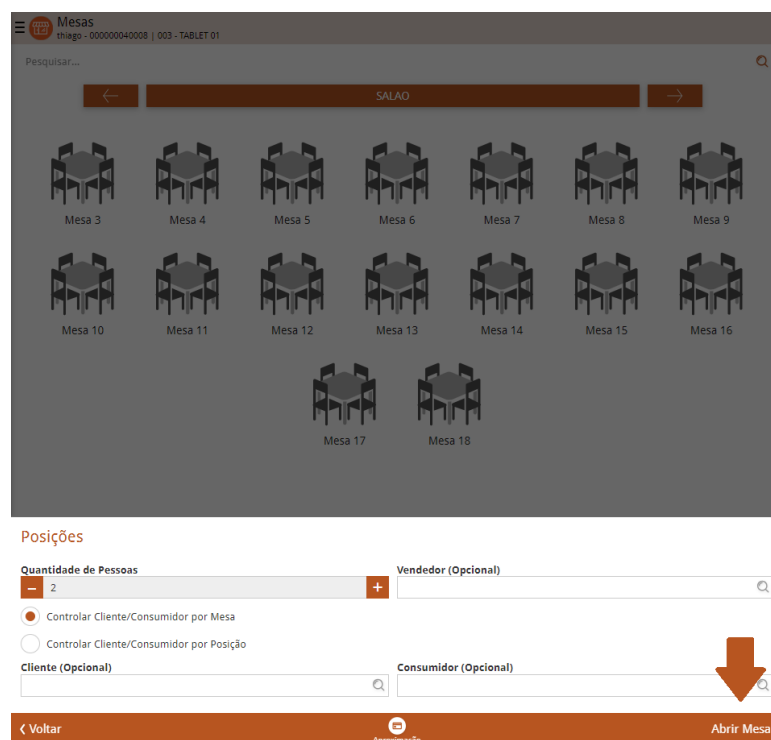 Mesas
thiago - 000000040008 | 003 - TABLET 01
Pesquisar...
SALAO
Mesa 3 Mesa 4 Mesa 5 Mesa 6 Mesa 7 Mesa 8 Mesa 9
Mesa 10 Mesa 11 Mesa 12 Mesa 13 Mesa 14 Mesa 15 Mesa 16
Mesa 17 Mesa 18
Posições
Quantidade de Pessoas Vendedor (Opcional)
2
Controlar Cliente/Consumidor por Mesa
Controlar Cliente/Consumidor por Posição
Cliente (Opcional) Consumidor (Opcional)
Voltar Aproximação Abrir Mesa